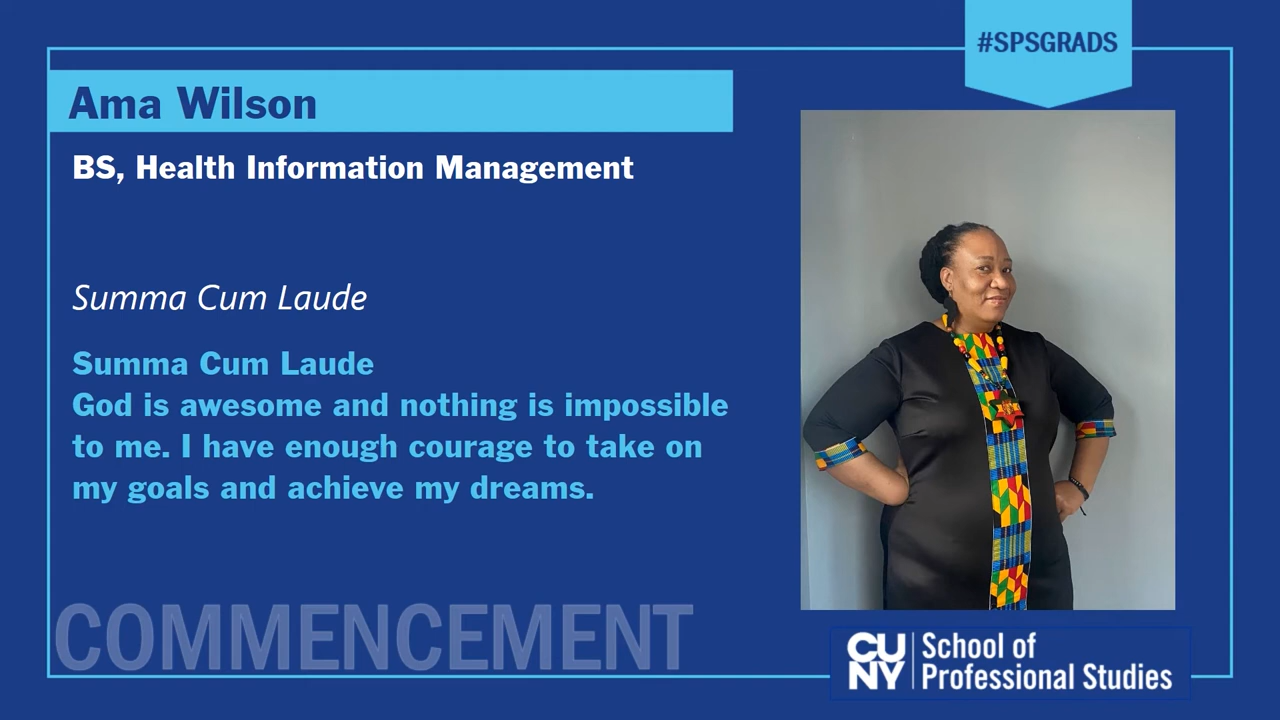 #SPSGRADS
Ama Wilson
BS, Health Information Management
Summa Cum Laude
Summa Cum Laude
God is awesome and nothing is impossible
to me. I have enough courage to take on
my goals and achieve my dreams.
COMMENCEMENT
CU
NY
School of
Professional Studies